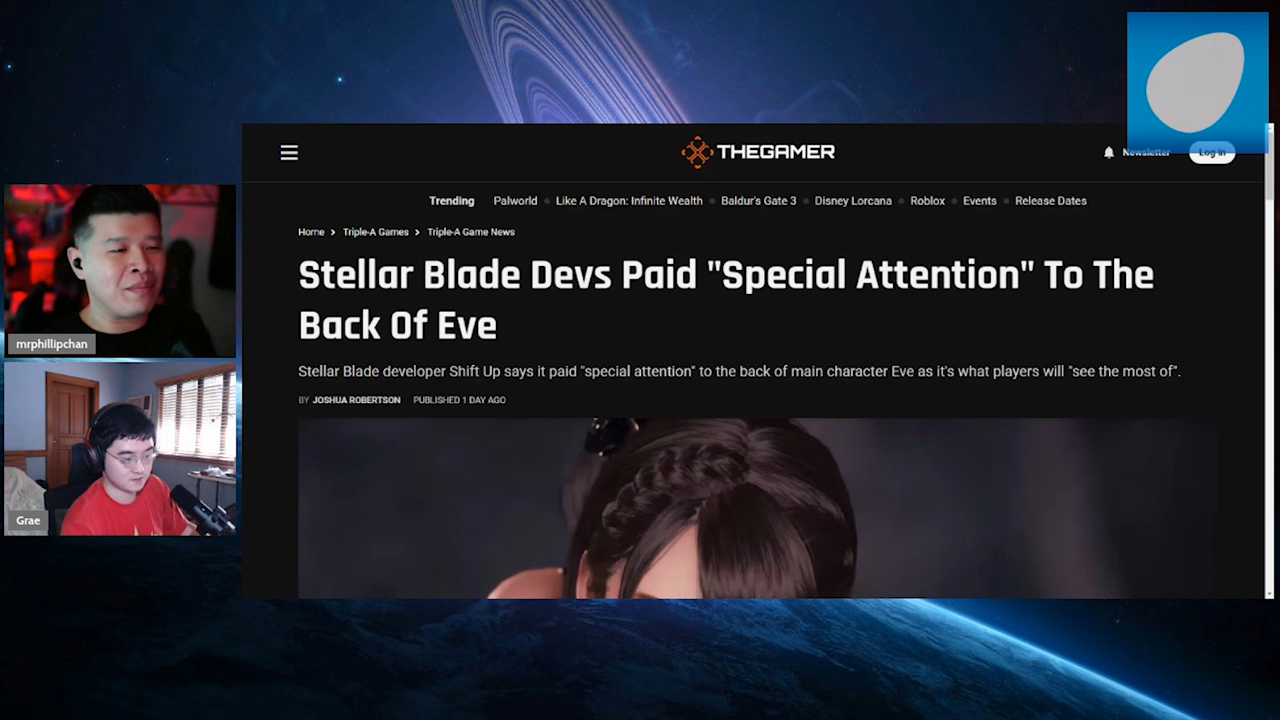 THEGAMER
Newsletter
Log in
Trending Palworld Like A Dragon: Infinite Wealth Baldur's Gate 3 Disney Lorcana Roblox Events Release Dates
Home > Triple-A Games > Triple-A Game News
Stellar Blade Devs Paid "Special Attention" To The
Back Of Eve
Stellar Blade developer Shift Up says it paid "special attention" to the back of main character Eve as it's what players will "see the most of".
BY JOSHUA ROBERTSON PUBLISHED 1 DAY AGO
mrphillipchan
Grae